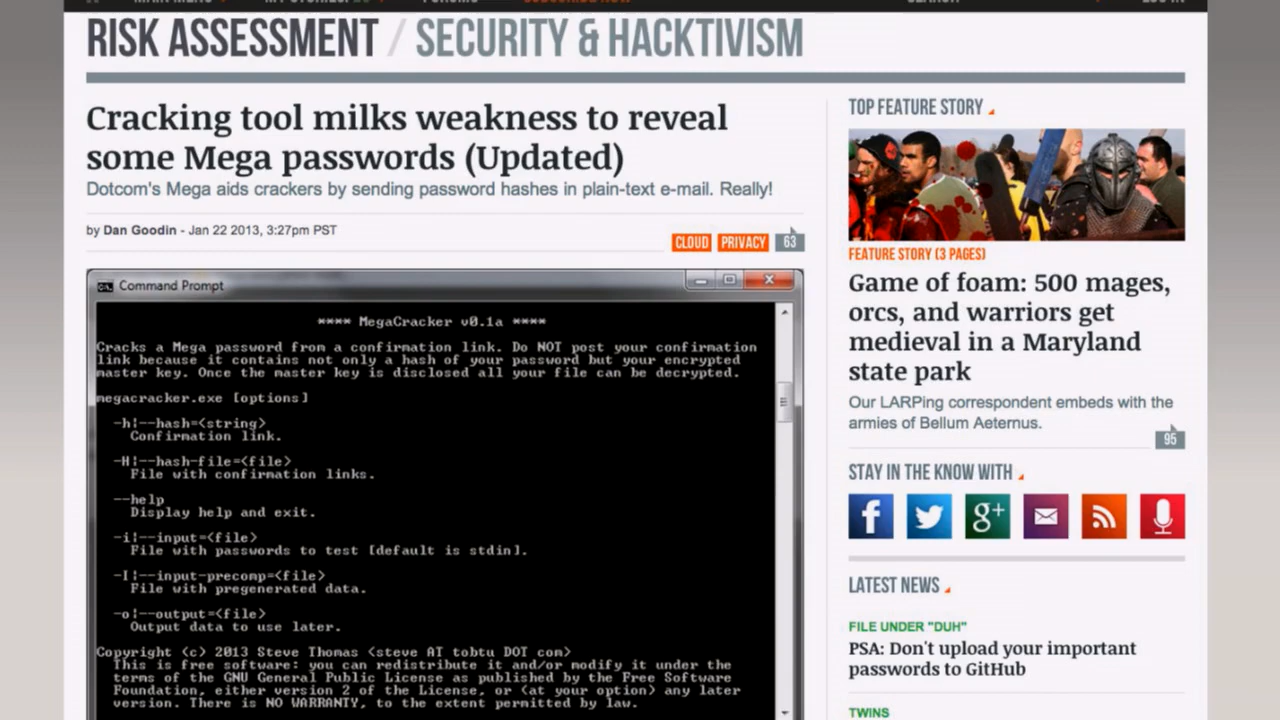 RISK ASSESSMENT / SECURITY & HACKTIVISM
Cracking tool milks weakness to reveal
some Mega passwords (Updated)
Dotcom's Mega aids crackers by sending password hashes in plain-text e-mail. Really!
by Dan Goodin - Jan 22 2013, 3:27pm PST
CLOUD PRIVACY 63
Command Prompt
**** MegaCracker v0.1a ****
Cracks a Mega password from a confirmation link. Do NOT post your confirmation
link because it contains not only a hash of your password but your encrypted
master key. Once the master key is disclosed all your file can be decrypted.
megacracker.exe [options]
-h|--hash=<string>
Confirmation link.
-H|--hash-file=<file>
File with confirmation links.
--help
Display help and exit.
-i|--input=<file>
File with passwords to test [default is stdin].
-I|--input-precomp=<file>
File with pregenerated data.
-o|--output=<file>
Output data to use later.
Copyright (c) 2013 Steve Thomas <steve AT tobtu DOT com>
This is free software: you can redistribute it and/or modify it under the
terms of the GNU General Public License as published by the Free Software
Foundation, either version 2 of the License, or (at your option) any later
version. There is NO WARRANTY, to the extent permitted by law.
TOP FEATURE STORY
FEATURE STORY (3 PAGES)
Game of foam: 500 mages,
orcs, and warriors get
medieval in a Maryland
state park
Our LARPing correspondent embeds with the
armies of Bellum Aeternus.
95
STAY IN THE KNOW WITH
f
g+
LATEST NEWS
FILE UNDER "DUH"
PSA: Don't upload your important
passwords to GitHub
TWINS